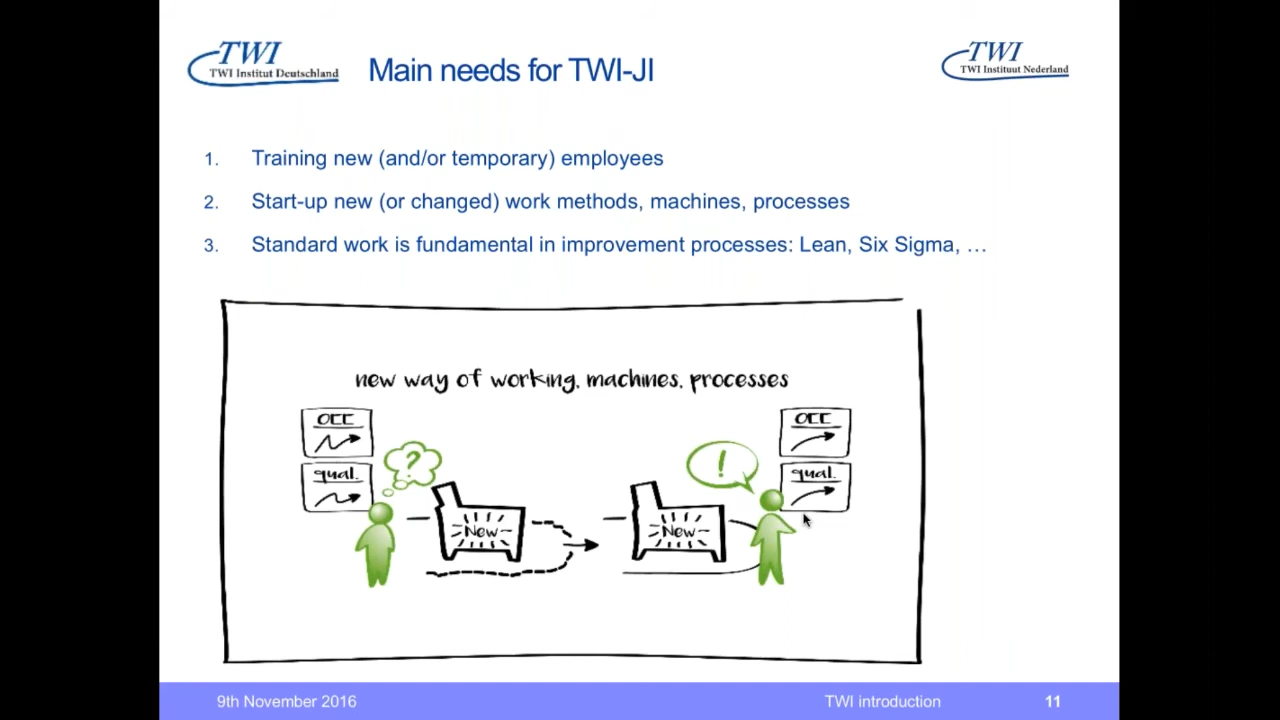 TWI
TWI Institut Deutschland
Main needs for TWI-JI
TWI
TWI Instituut Nederland
1. Training new (and/or temporary) employees
2. Start-up new (or changed) work methods, machines, processes
3. Standard work is fundamental in improvement processes: Lean, Six Sigma, …
new way of working, machines, processes
OEE
qual.
?
New
!
New
OEE
qual.
9th November 2016
TWI introduction
11